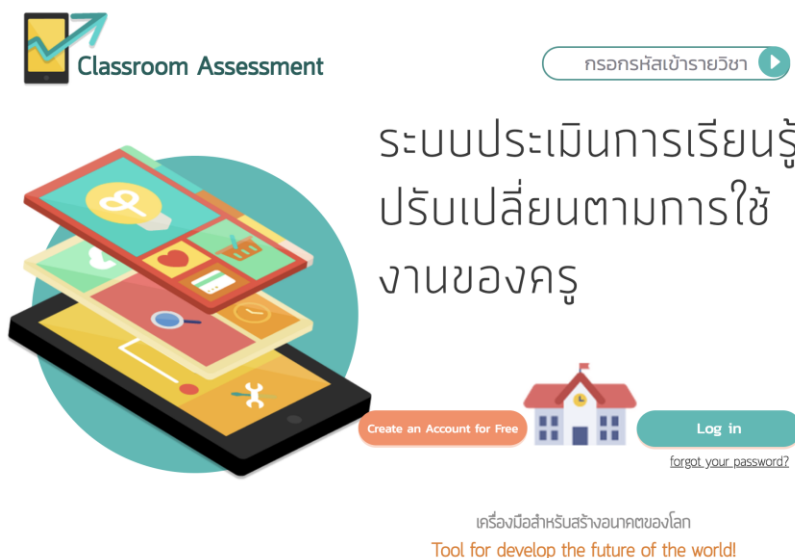 Classroom Assessment
กรอกรหัสเข้ารายวิชา
ระบบประเมินการเรียนรู้
ปรับเปลี่ยนตามการใช้
งานของครู
Create an Account for Free
Log in
forgot your password?
เครื่องมือสำหรับสร้างอนาคตของโลก
Tool for develop the future of the world!